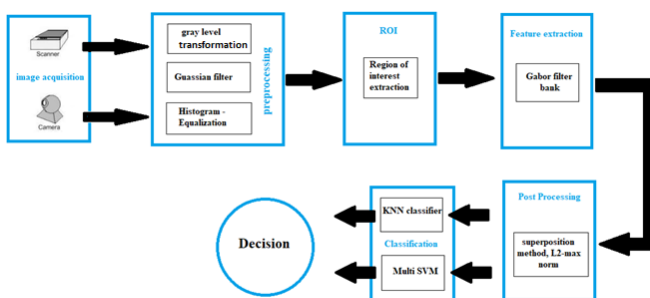 Scanner
image acquisition
Camera
gray level
transformation
Guassian filter
Histogram -
Equalization
preprocessing
ROI
Region of
interest
extraction
Feature extraction
Gabor filter
bank
Post Processing
superposition
method, L2-max
norm
KNN classifier
Classification
Multi SVM
Decision